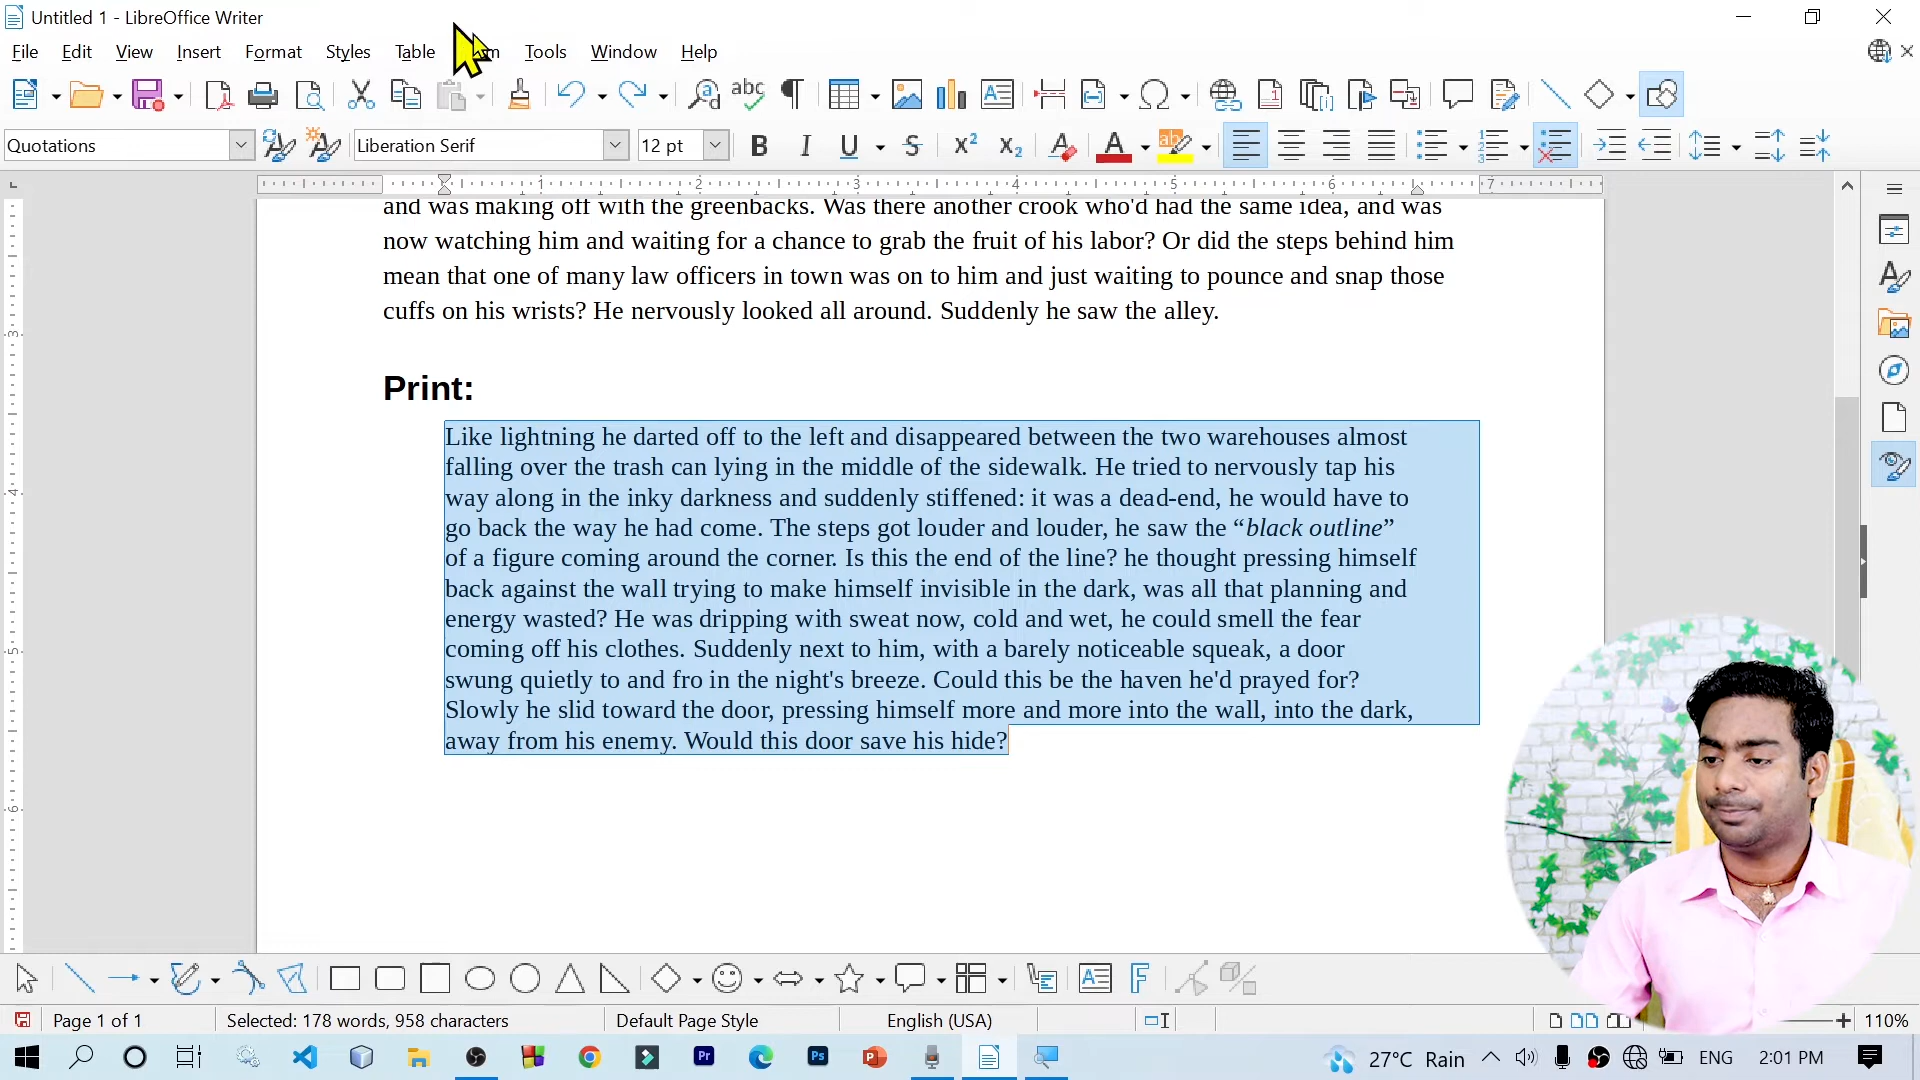 Untitled 1 - LibreOffice Writer
File Edit View Insert Format Styles Table Tools Window Help
Quotations Liberation Serif 12 pt
1 2 3 4 5 6 7
and was making off with the greenbacks. Was there another crook who'd had the same idea, and was
now watching him and waiting for a chance to grab the fruit of his labor? Or did the steps behind him
mean that one of many law officers in town was on to him and just waiting to pounce and snap those
cuffs on his wrists? He nervously looked all around. Suddenly he saw the alley.
Print:
Like lightning he darted off to the left and disappeared between the two warehouses almost
falling over the trash can lying in the middle of the sidewalk. He tried to nervously tap his
way along in the inky darkness and suddenly stiffened: it was a dead-end, he would have to
go back the way he had come. The steps got louder and louder, he saw the “black outline”
of a figure coming around the corner. Is this the end of the line? he thought pressing himself
back against the wall trying to make himself invisible in the dark, was all that planning and
energy wasted? He was dripping with sweat now, cold and wet, he could smell the fear
coming off his clothes. Suddenly next to him, with a barely noticeable squeak, a door
swung quietly to and fro in the night's breeze. Could this be the haven he'd prayed for?
Slowly he slid toward the door, pressing himself more and more into the wall, into the dark,
away from his enemy. Would this door save his hide?
Page 1 of 1 Selected: 178 words, 958 characters Default Page Style English (USA) 110%
27°C Rain ENG 2:01 PM